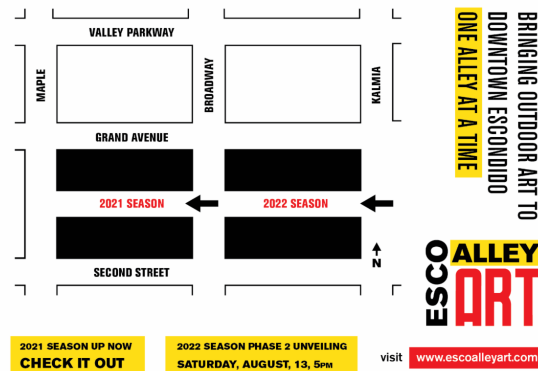 VALLEY PARKWAY
MAPLE
BROADWAY
KALMIA
GRAND AVENUE
2021 SEASON
2022 SEASON
N
SECOND STREET
BRINGING OUTDOOR ART TO
DOWNTOWN ESCONDIDO
ONE ALLEY AT A TIME
ESCO
ALLEY
ART
2021 SEASON UP NOW
CHECK IT OUT
2022 SEASON PHASE 2 UNVEILING
SATURDAY, AUGUST, 13, 5PM
visit www.escoalleyart.com